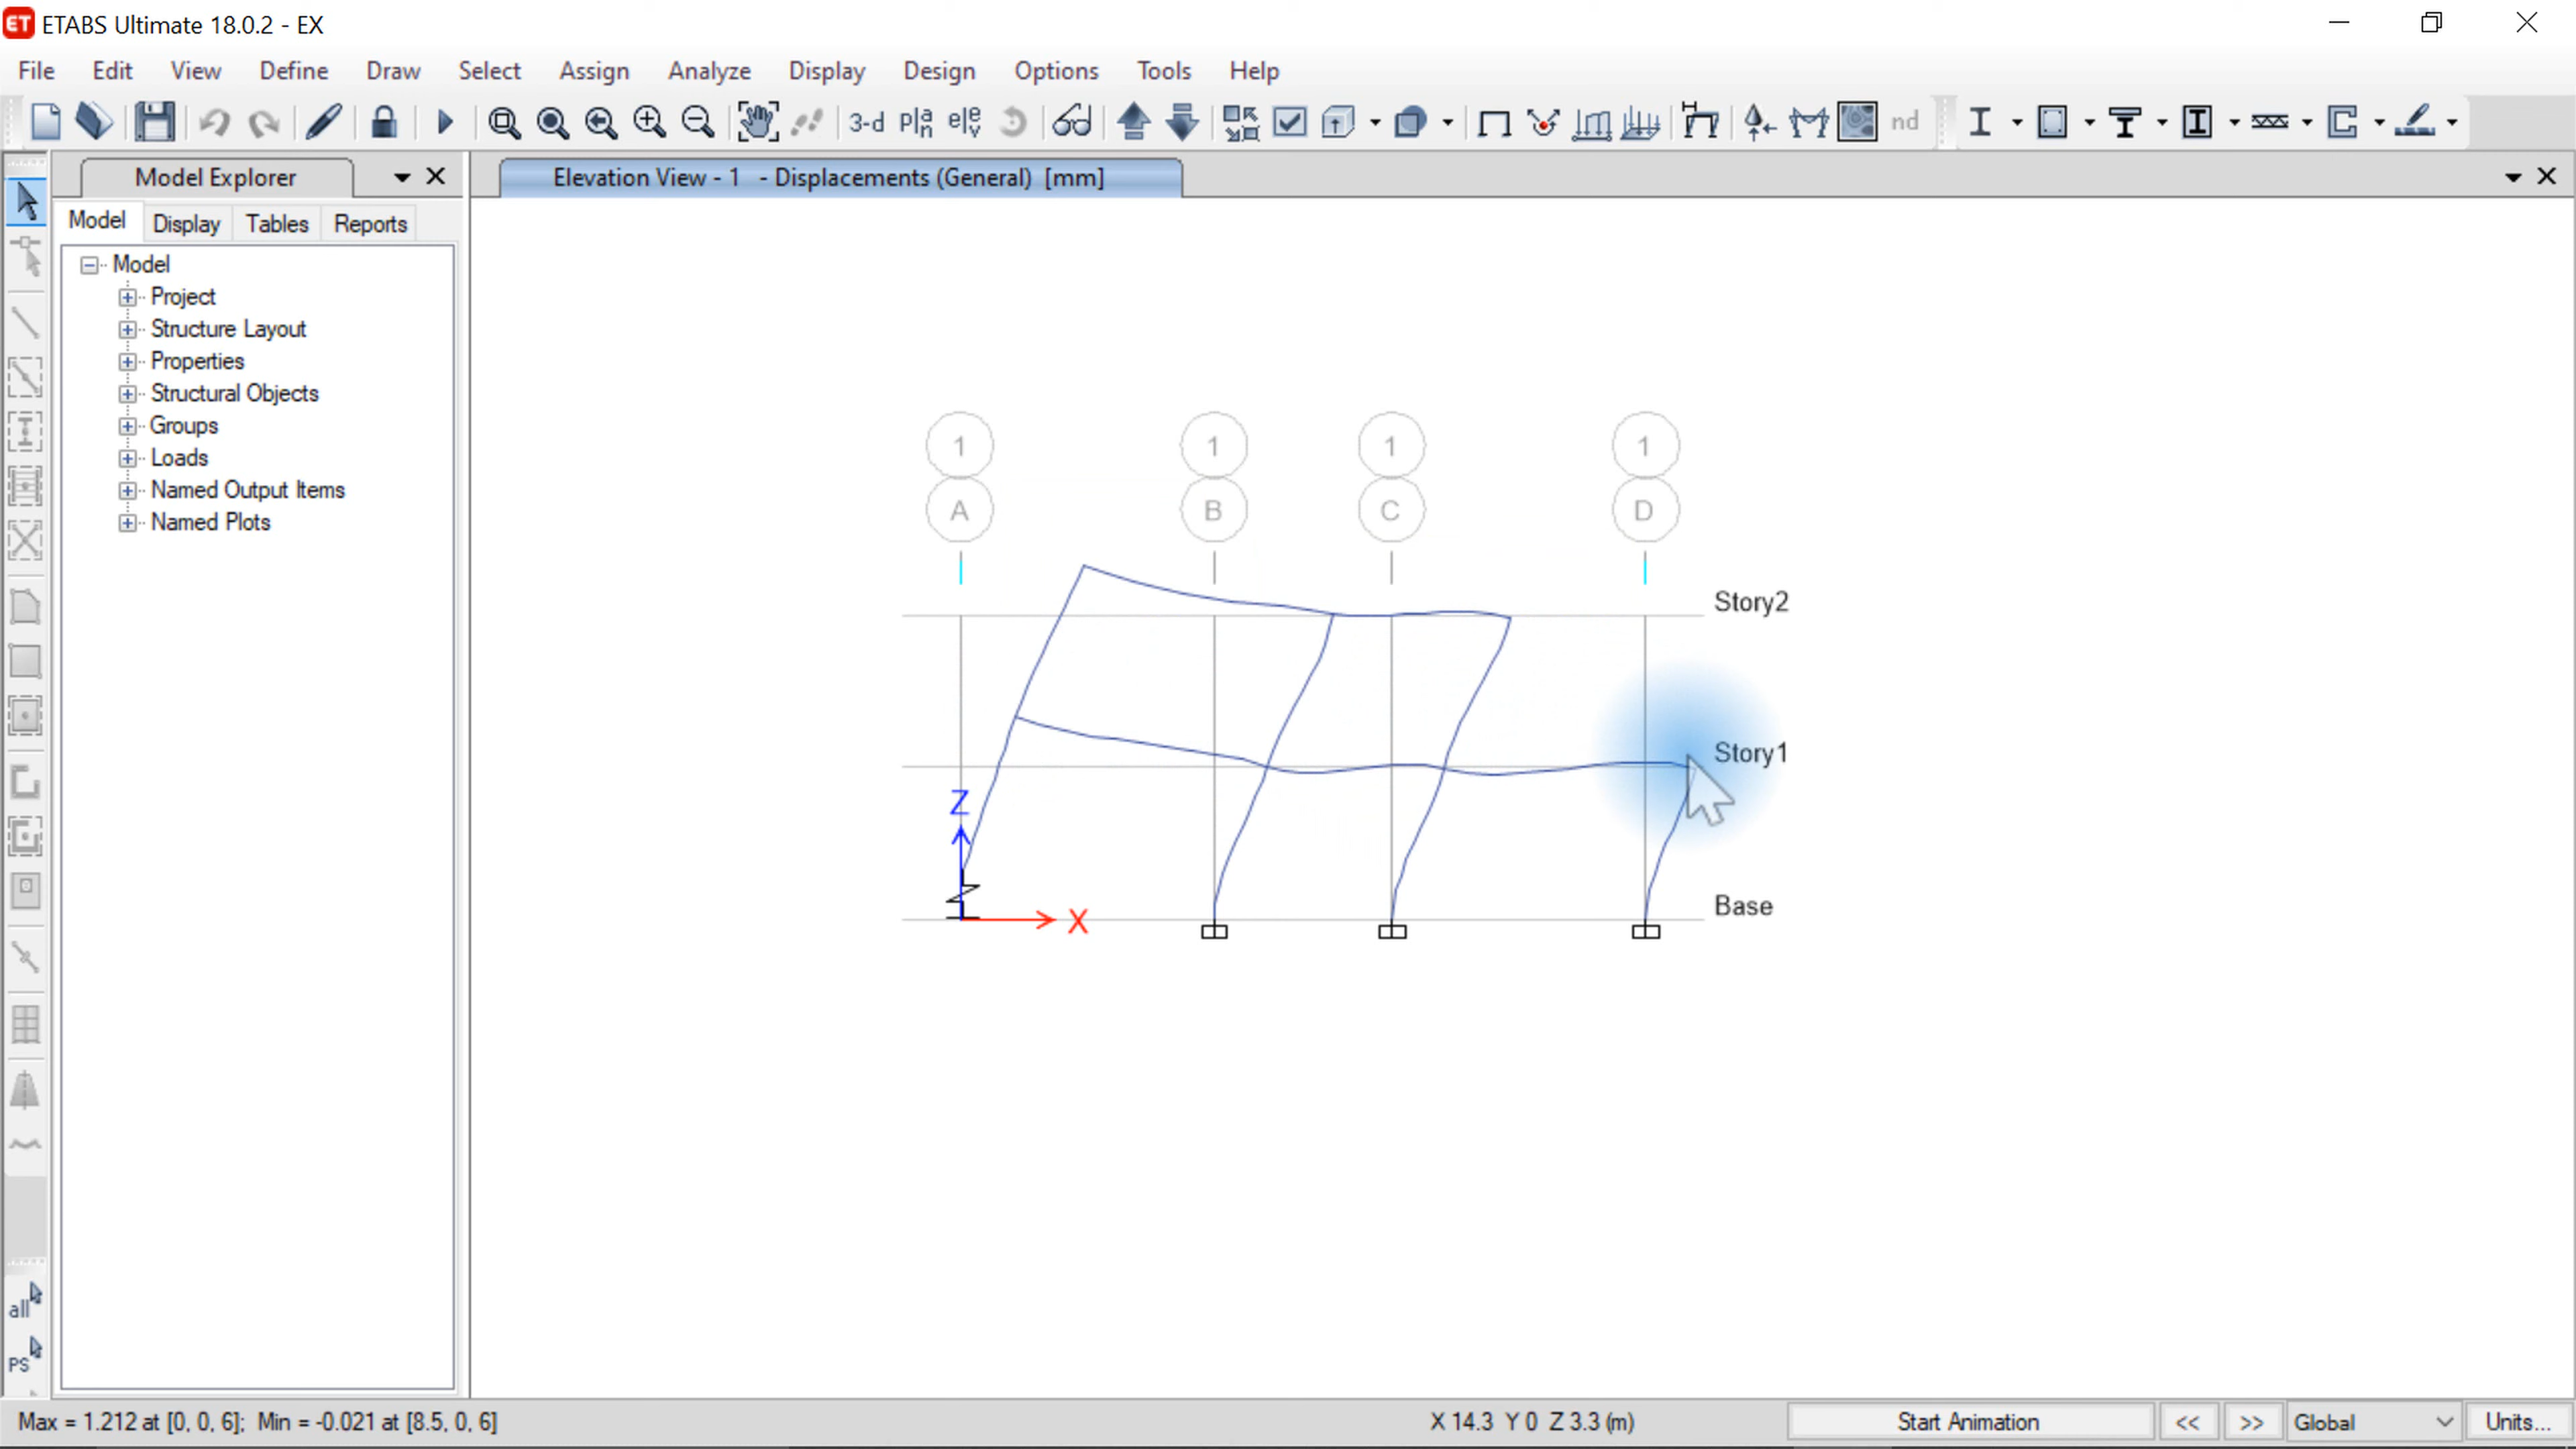 ET ETABS Ultimate 18.0.2 - EX
File Edit View Define Draw Select Assign Analyze Display Design Options Tools Help
3-d pla n ele v nd
Model Explorer
Elevation View - 1 - Displacements (General) [mm]
Model Display Tables Reports
Model
Project
Structure Layout
Properties
Structural Objects
Groups
Loads
Named Output Items
Named Plots
1 1 1 1
A B C D
Story2
Story1
Z
Base
X
all
PS
Max = 1.212 at [0, 0, 6]; Min = -0.021 at [8.5, 0, 6]
X 14.3 Y 0 Z 3.3 (m)
Start Animation << >> Global Units...